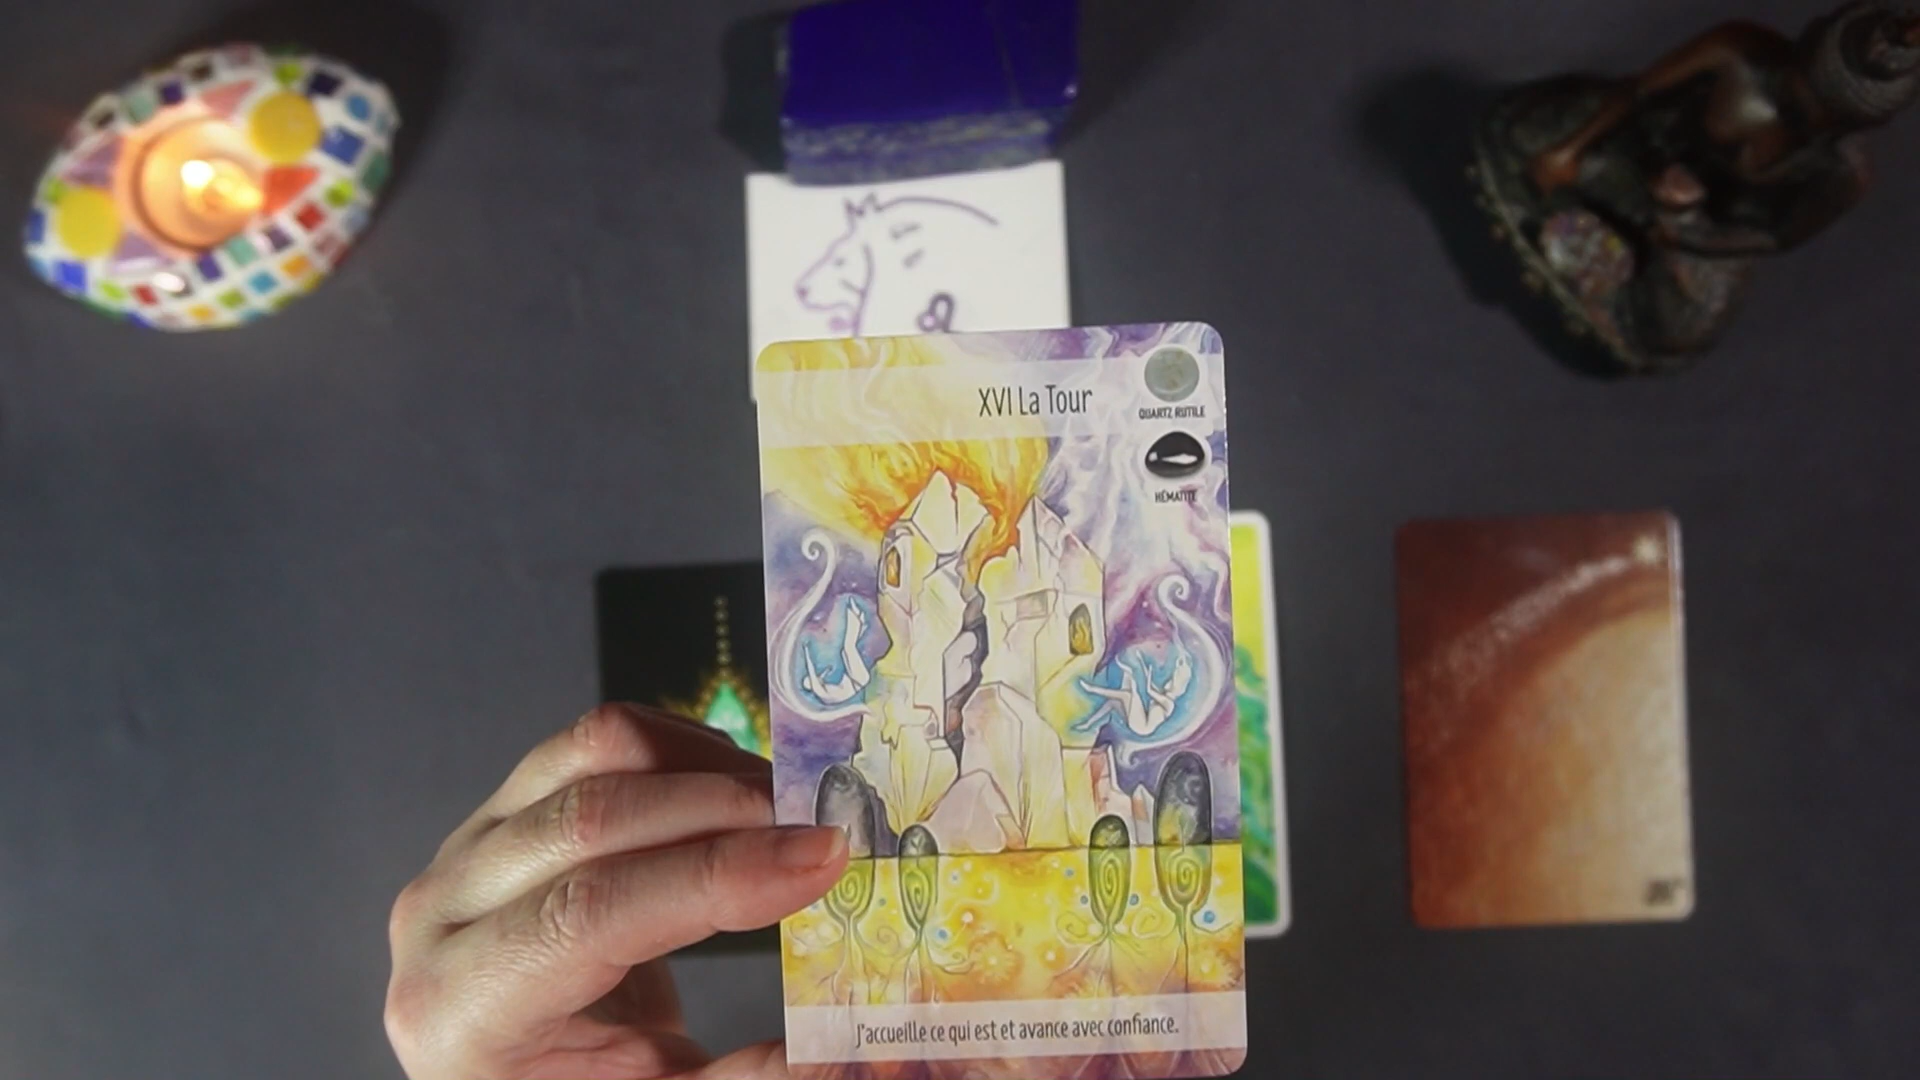 XVI La Tour
QUARTZ RUTILE
HÉMATITE
J'accueille ce qui est et avance avec confiance.